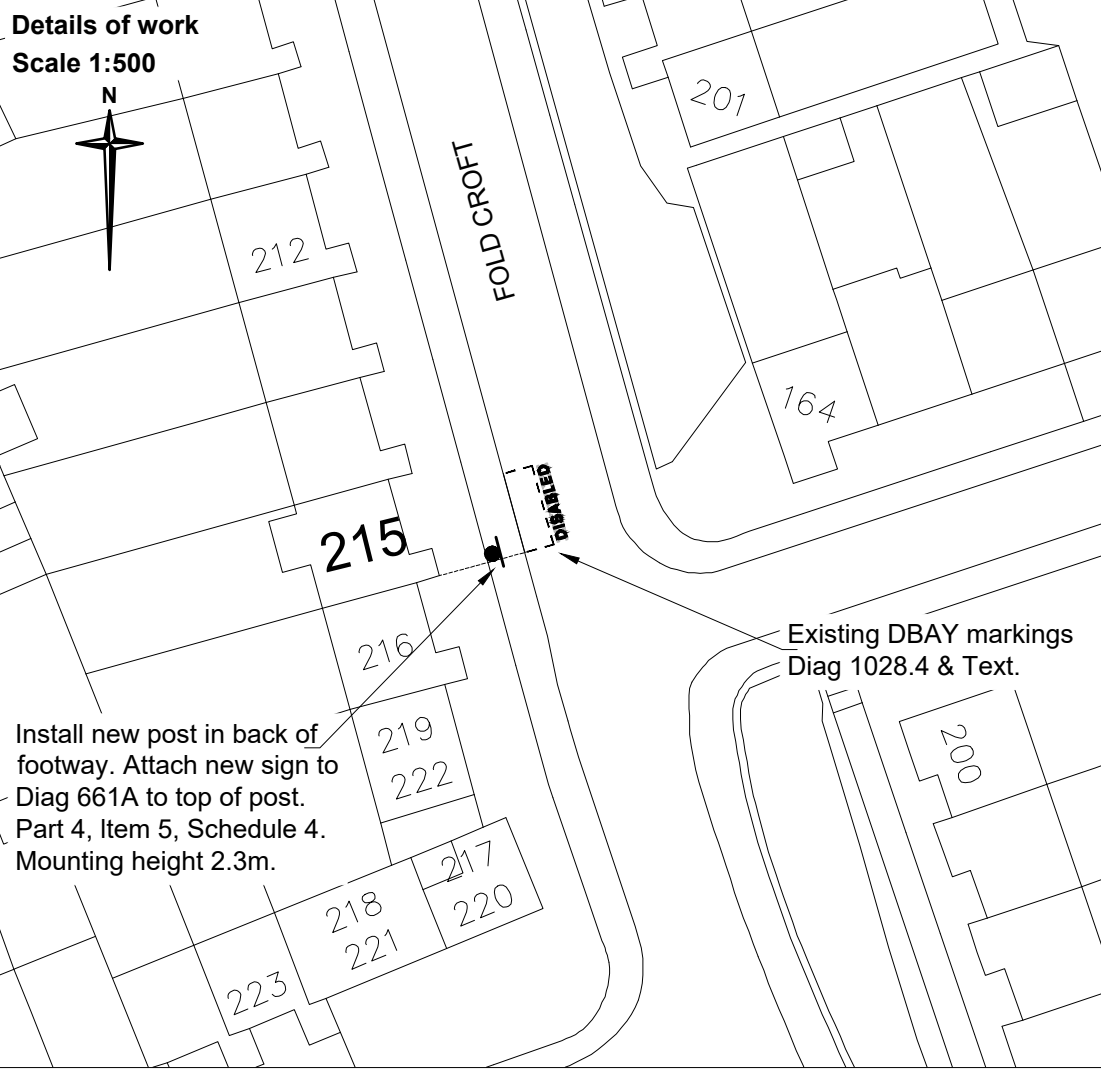 Details of work
Scale 1:500
N
201
FOLD CROFT
212
164
DISABLED
215
Existing DBAY markings
Diag 1028.4 & Text.
216
Install new post in back of
footway. Attach new sign to
Diag 661A to top of post.
Part 4, Item 5, Schedule 4.
Mounting height 2.3m.
219
222
200
217
220
218
221
223